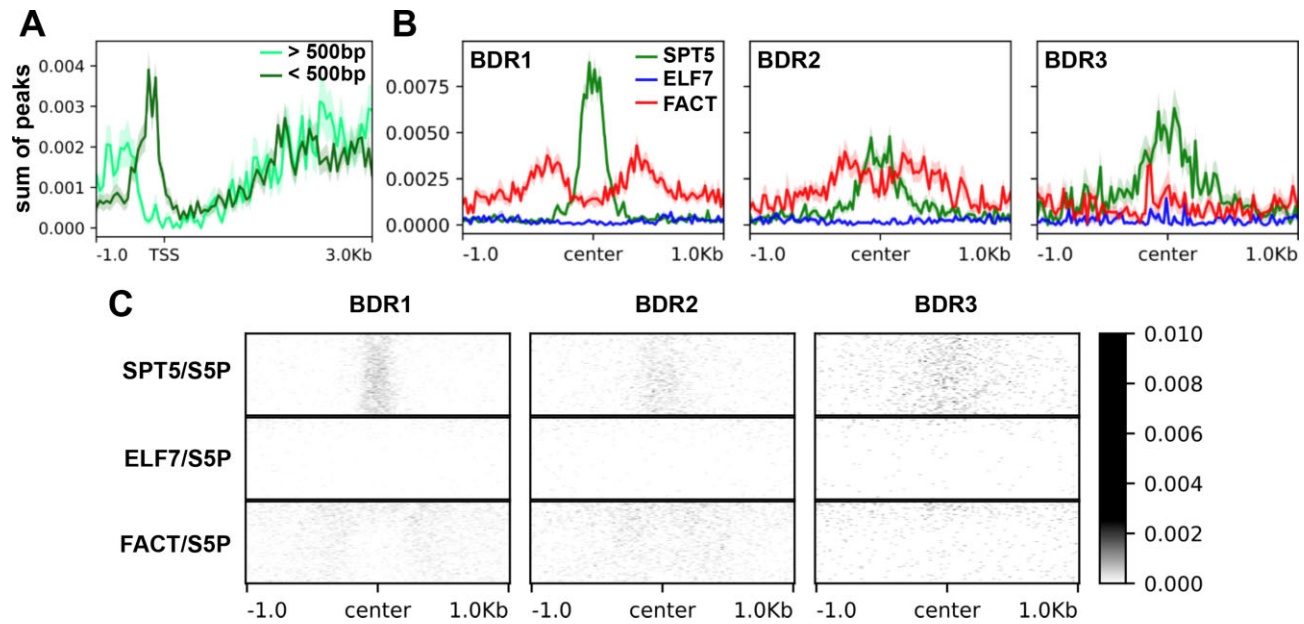 A
B
> 500bp
< 500bp
sum of peaks
0.004
0.003
0.002
0.001
0.000
-1.0 TSS 3.0Kb
BDR1
SPT5
ELF7
FACT
0.0075
0.0050
0.0025
0.0000
-1.0 center 1.0Kb
BDR2
-1.0 center 1.0Kb
BDR3
-1.0 center 1.0Kb
C
BDR1 BDR2 BDR3
SPT5/S5P
ELF7/S5P
FACT/S5P
-1.0 center 1.0Kb
-1.0 center 1.0Kb
-1.0 center 1.0Kb
0.010
0.008
0.006
0.004
0.002
0.000